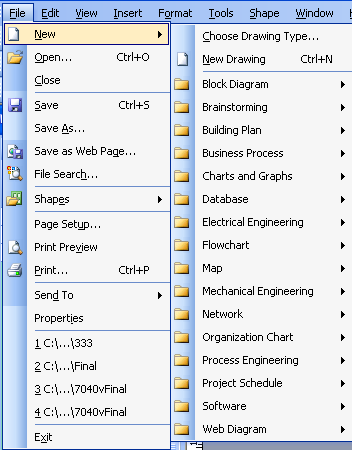 File Edit View Insert Format Tools Shape Window
New
Open... Ctrl+O
Close
Save Ctrl+S
Save As...
Save as Web Page...
File Search...
Shapes
Page Setup...
Print Preview
Print... Ctrl+P
Send To
Properties
1 C:\...\333
2 C:\...\Final
3 C:\...\7040vFinal
4 C:\...\7040vFinal
Exit
Choose Drawing Type...
New Drawing Ctrl+N
Block Diagram
Brainstorming
Building Plan
Business Process
Charts and Graphs
Database
Electrical Engineering
Flowchart
Map
Mechanical Engineering
Network
Organization Chart
Process Engineering
Project Schedule
Software
Web Diagram